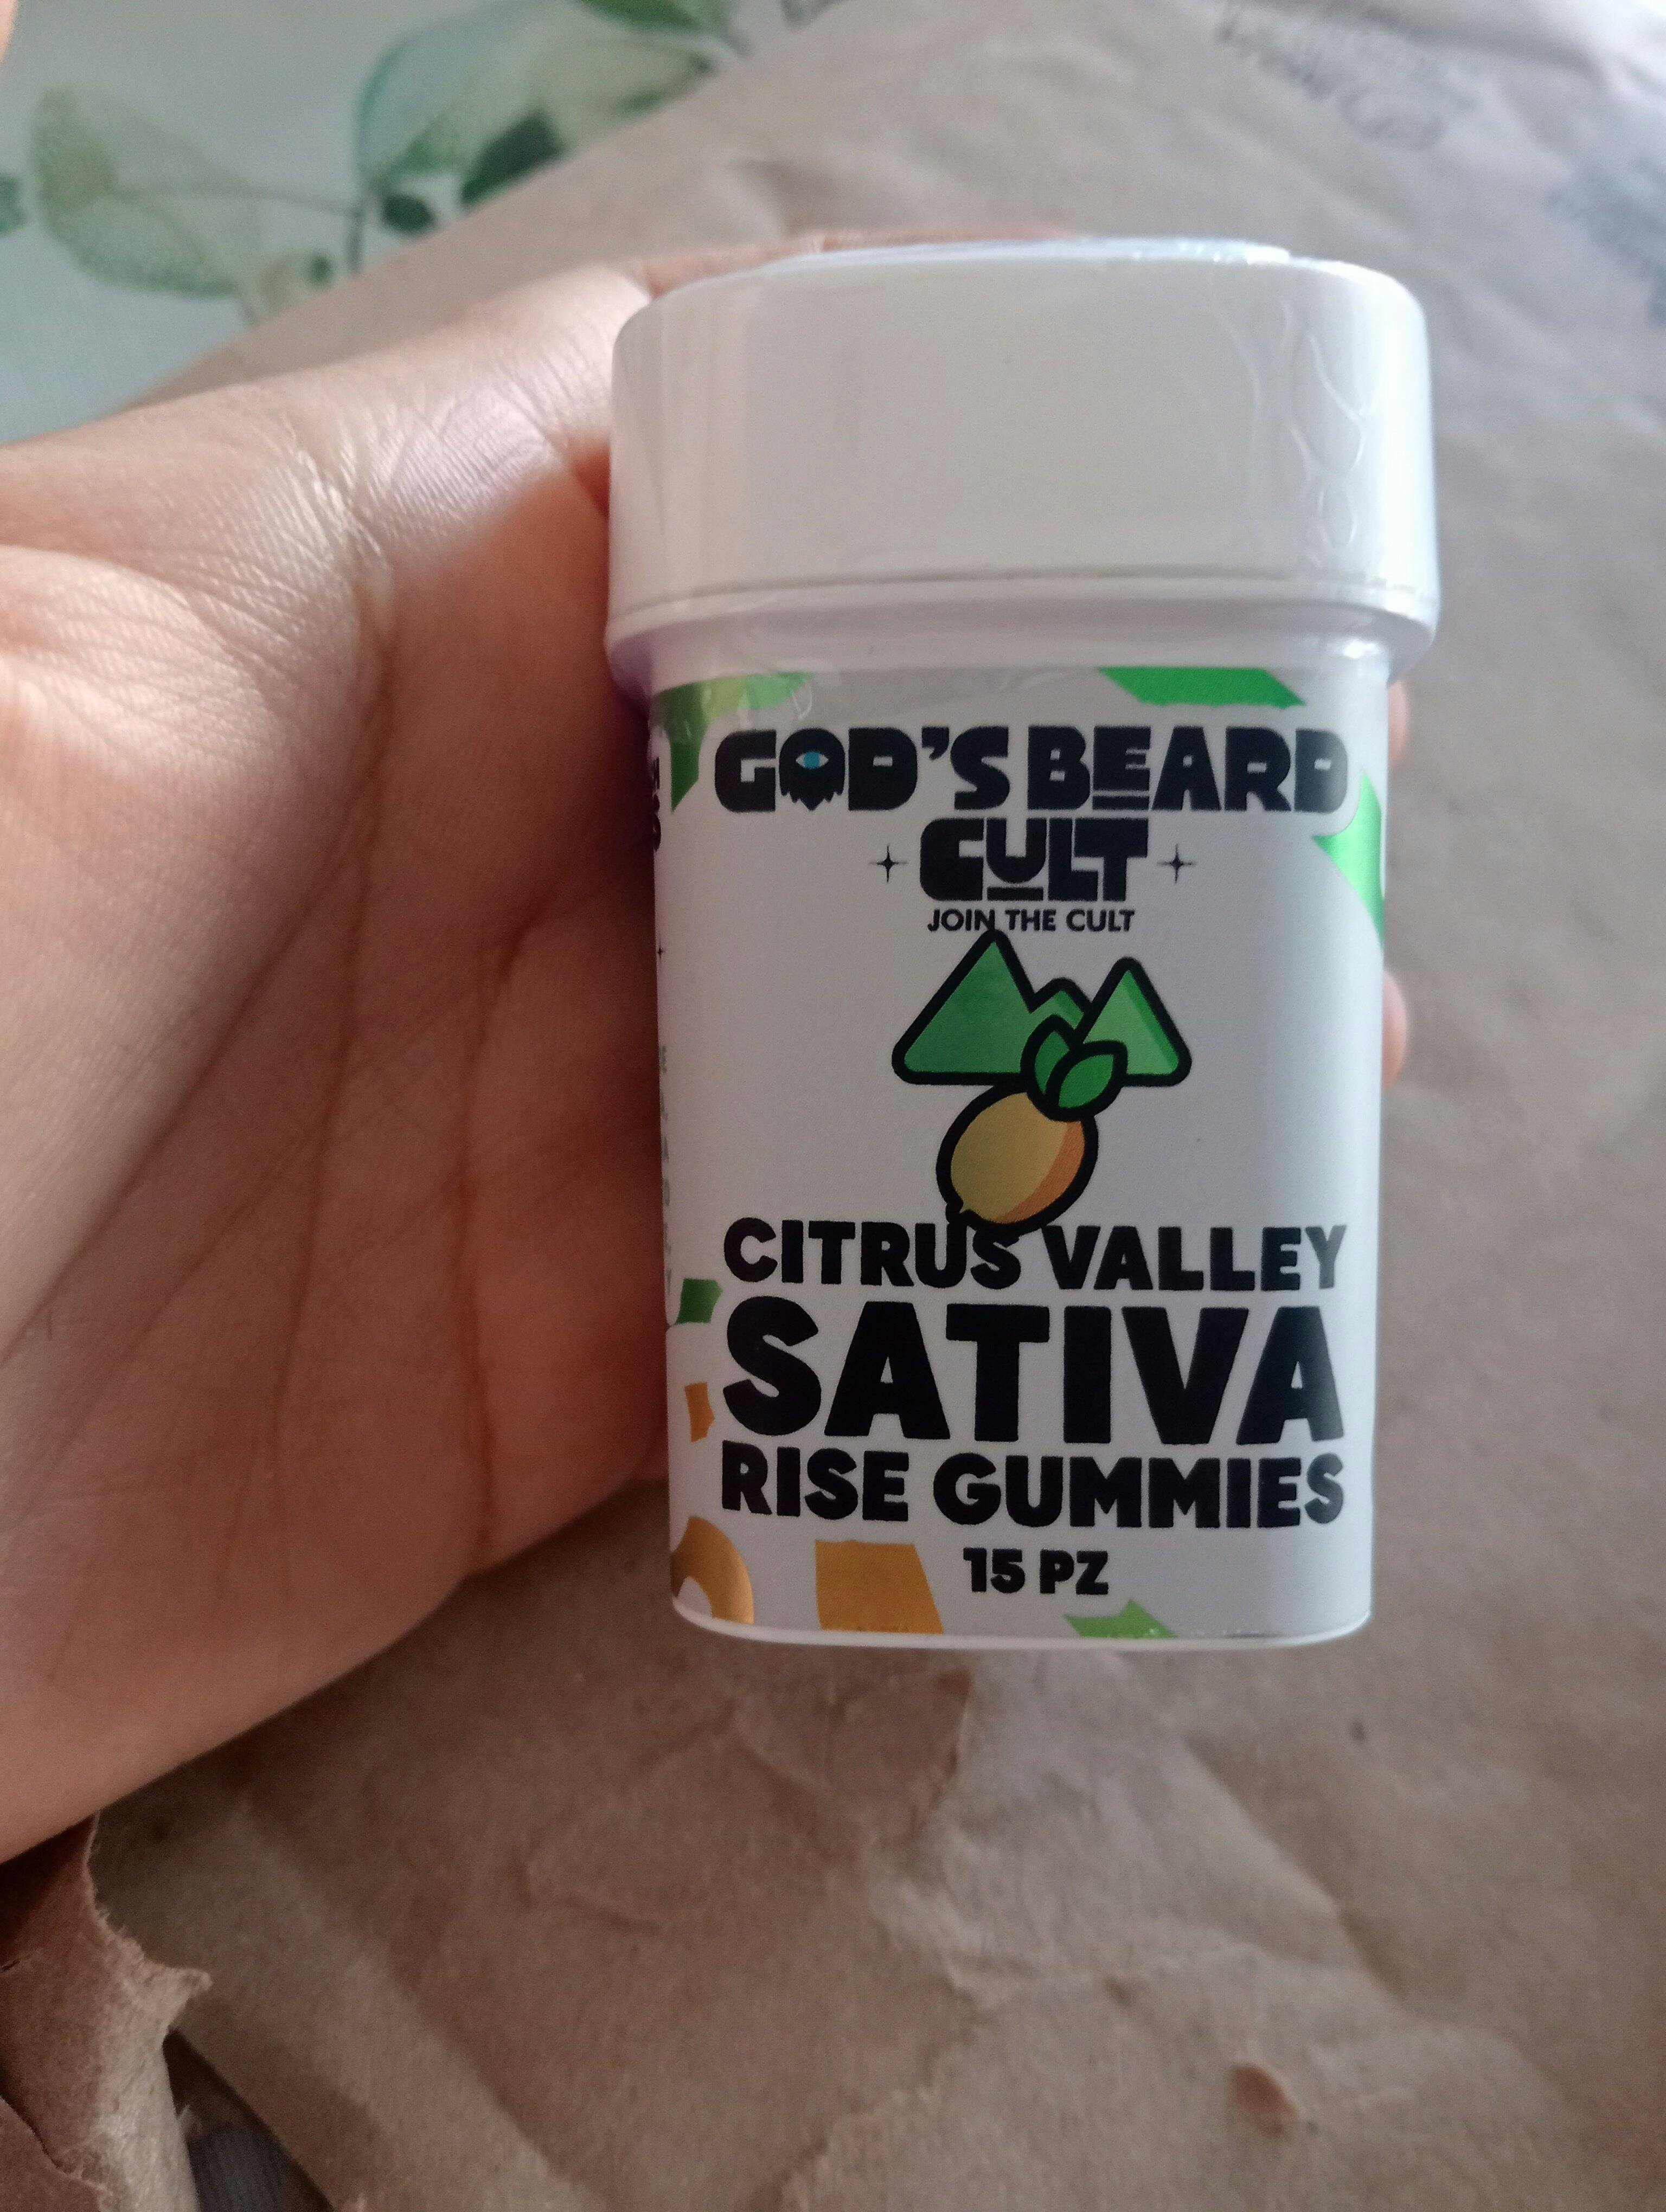 GOD'S BEARD
CULT
JOIN THE CULT
CITRUS VALLEY
SATIVA
RISE GUMMIES
15 PZ